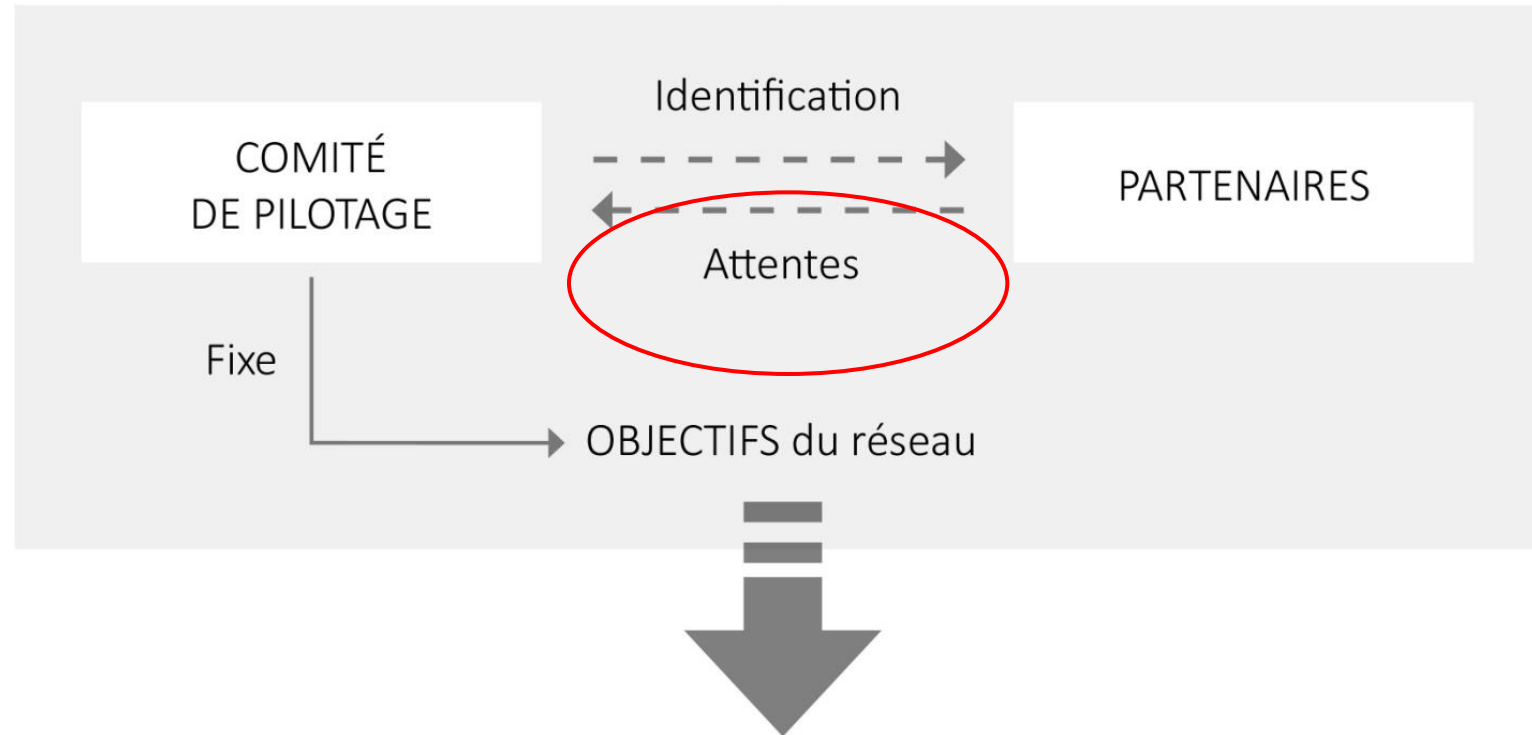 Identification
COMITÉ
DE PILOTAGE
PARTENAIRES
Attentes
Fixe
OBJECTIFS du réseau